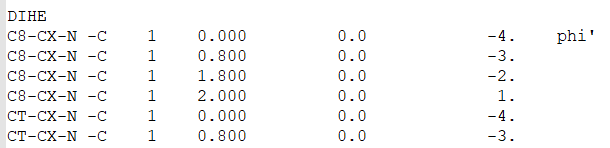 DIHE
C8-CX-N -C    1    0.000         0.0            -4.    phi'
C8-CX-N -C    1    0.800         0.0            -3.
C8-CX-N -C    1    1.800         0.0            -2.
C8-CX-N -C    1    2.000         0.0             1.
CT-CX-N -C    1    0.000         0.0            -4.
CT-CX-N -C    1    0.800         0.0            -3.